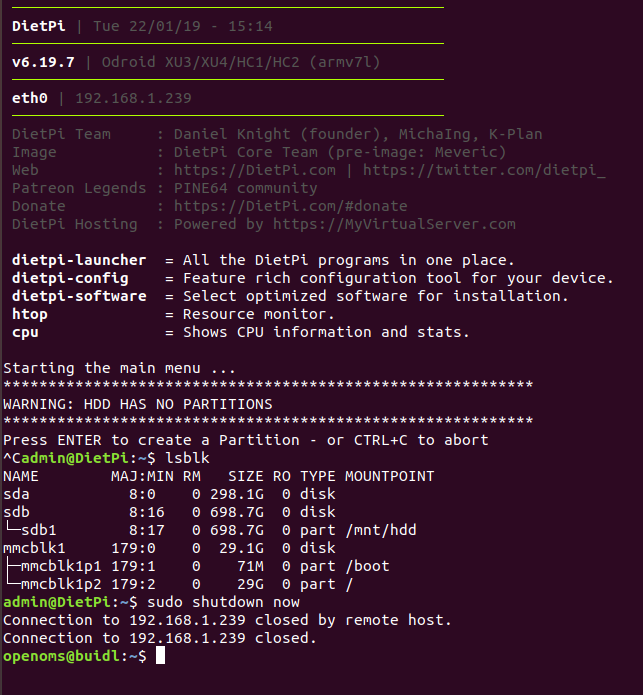 DietPi | Tue 22/01/19 - 15:14
v6.19.7 | Odroid XU3/XU4/HC1/HC2 (armv7l)
eth0 | 192.168.1.239
DietPi Team     : Daniel Knight (founder), MichaIng, K-Plan
Image           : DietPi Core Team (pre-image: Meveric)
Web             : https://DietPi.com | https://twitter.com/dietpi_
Patreon Legends : PINE64 community
Donate          : https://DietPi.com/#donate
DietPi Hosting  : Powered by https://MyVirtualServer.com
dietpi-launcher  = All the DietPi programs in one place.
dietpi-config    = Feature rich configuration tool for your device.
dietpi-software  = Select optimized software for installation.
htop             = Resource monitor.
cpu              = Shows CPU information and stats.
Starting the main menu ...
***********************************************************
WARNING: HDD HAS NO PARTITIONS
***********************************************************
Press ENTER to create a Partition - or CTRL+C to abort
^Cadmin@DietPi:~$ lsblk
NAME        MAJ:MIN RM   SIZE RO TYPE MOUNTPOINT
sda           8:0    0 298.1G  0 disk
sdb           8:16   0 698.7G  0 disk
└─sdb1        8:17   0 698.7G  0 part /mnt/hdd
mmcblk1     179:0    0  29.1G  0 disk
├─mmcblk1p1 179:1    0    71M  0 part /boot
└─mmcblk1p2 179:2    0    29G  0 part /
admin@DietPi:~$ sudo shutdown now
Connection to 192.168.1.239 closed by remote host.
Connection to 192.168.1.239 closed.
openoms@buidl:~$